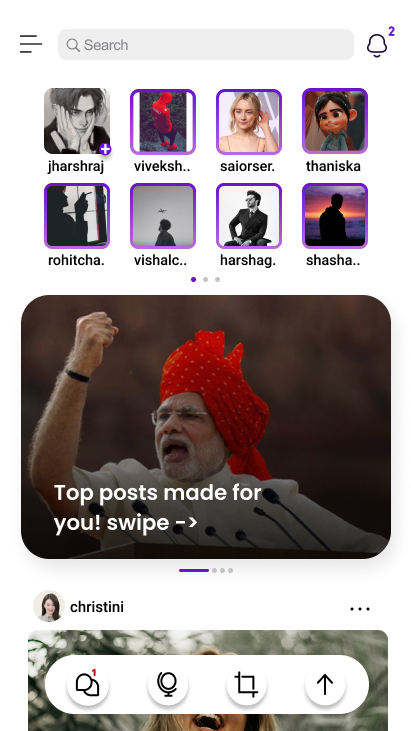 2
Search
jharshraj
viveksh..
saiorser.
thaniska
rohitcha.
vishalc..
harshag.
shasha..
Top posts made for
you! swipe ->
christini
1